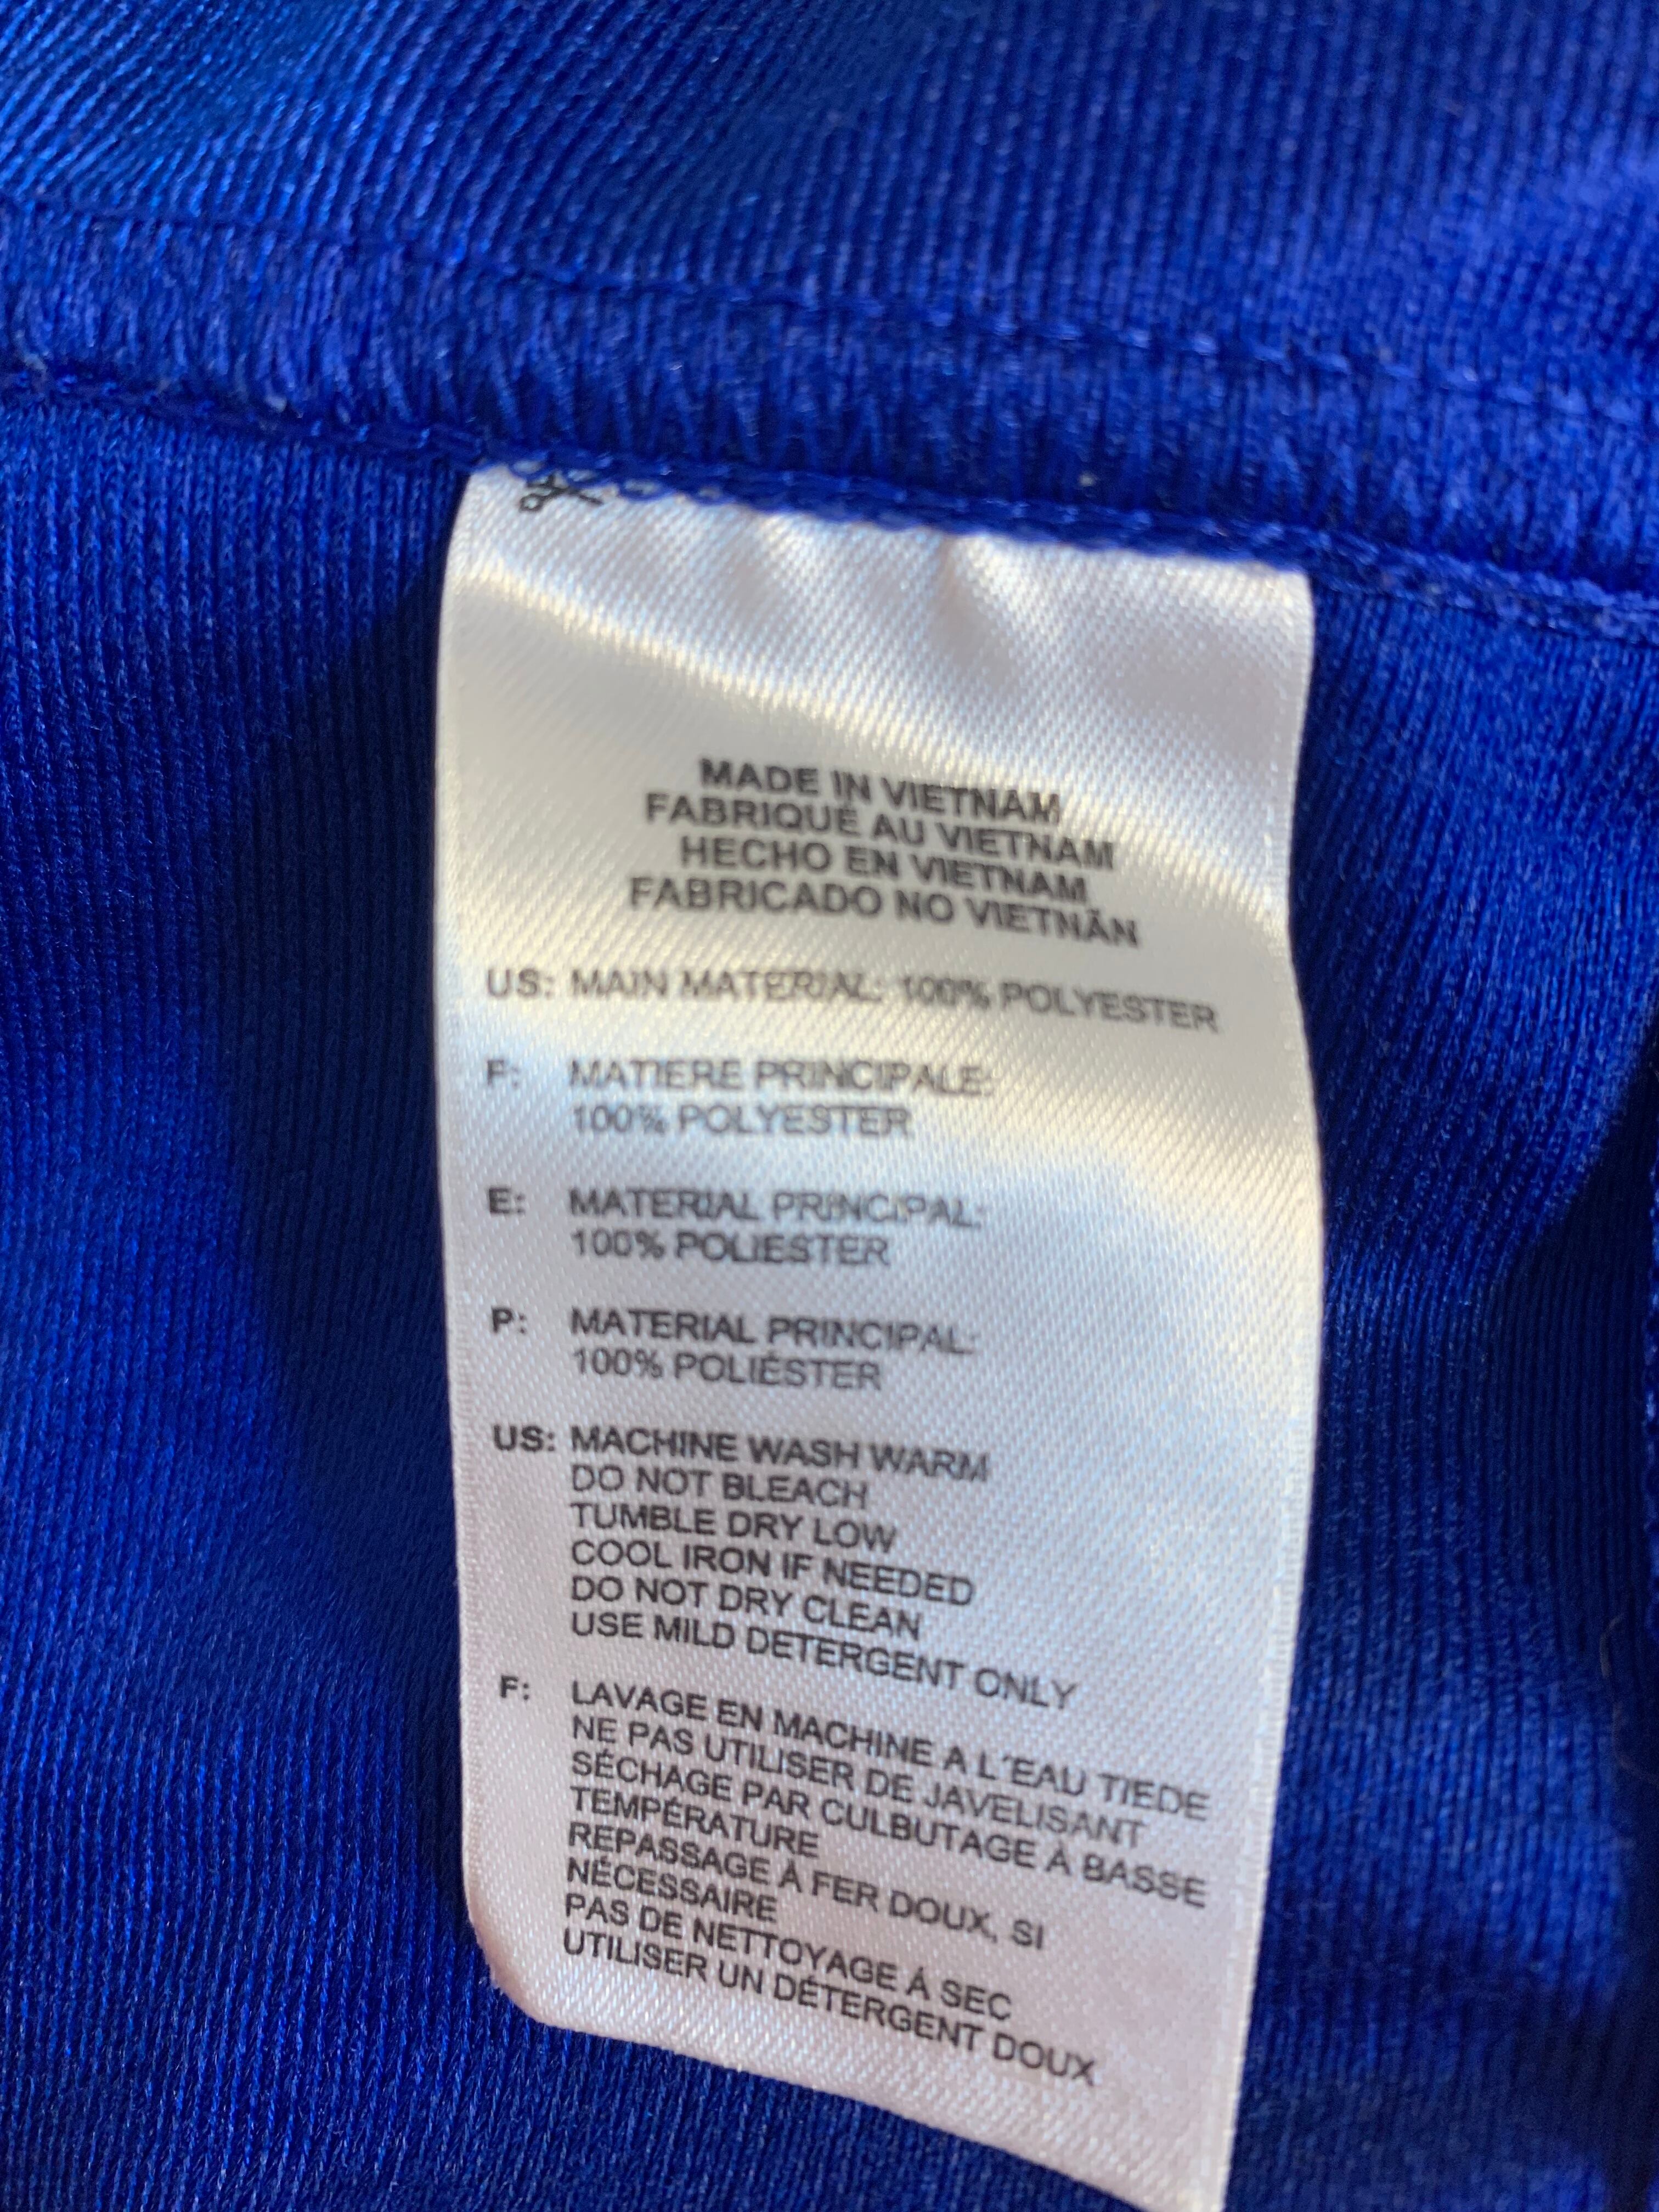 MADE IN VIETNAM
FABRIQUÉ AU VIETNAM
HECHO EN VIETNAM
FABRICADO NO VIETNÃN
US: MAIN MATERIAL: 100% POLYESTER
F: MATIERE PRINCIPALE:
100% POLYESTER
E: MATERIAL PRINCIPAL:
100% POLIESTER
P: MATERIAL PRINCIPAL:
100% POLIÉSTER
US: MACHINE WASH WARM
DO NOT BLEACH
TUMBLE DRY LOW
COOL IRON IF NEEDED
DO NOT DRY CLEAN
USE MILD DETERGENT ONLY
F: LAVAGE EN MACHINE A L'EAU TIEDE
NE PAS UTILISER DE JAVELISANT
SÉCHAGE PAR CULBUTAGE À BASSE
TEMPÉRATURE
REPASSAGE À FER DOUX, SI
NÉCESSAIRE
PAS DE NETTOYAGE Á SEC
UTILISER UN DÉTERGENT DOUX